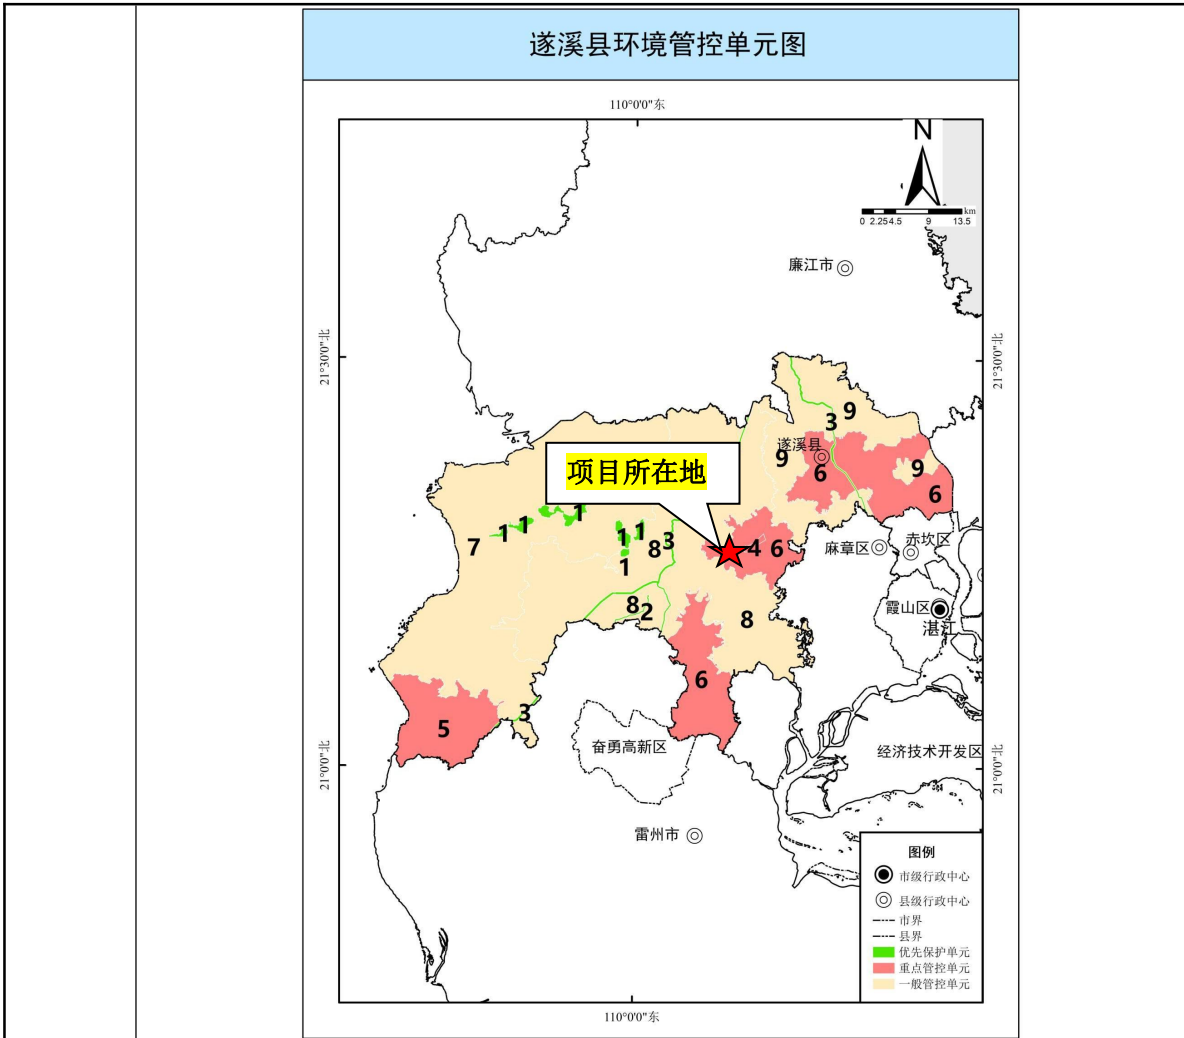 遂溪县环境管控单元图
110°0'0"东
N
km
0 2.25 4.5 9 13.5
廉江市
21°30'0"北
21°30'0"北
9
3
遂溪县
9
6
9
6
项目所在地
1
1
1
1
1
7
8
3
1
4
6
麻章区
赤坎区
8
2
8
霞山区
湛江
6
3
5
奋勇高新区
经济技术开发区
21°0'0"北
21°0'0"北
雷州市
图例
市级行政中心
县级行政中心
市界
县界
优先保护单元
重点管控单元
一般管控单元
110°0'0"东